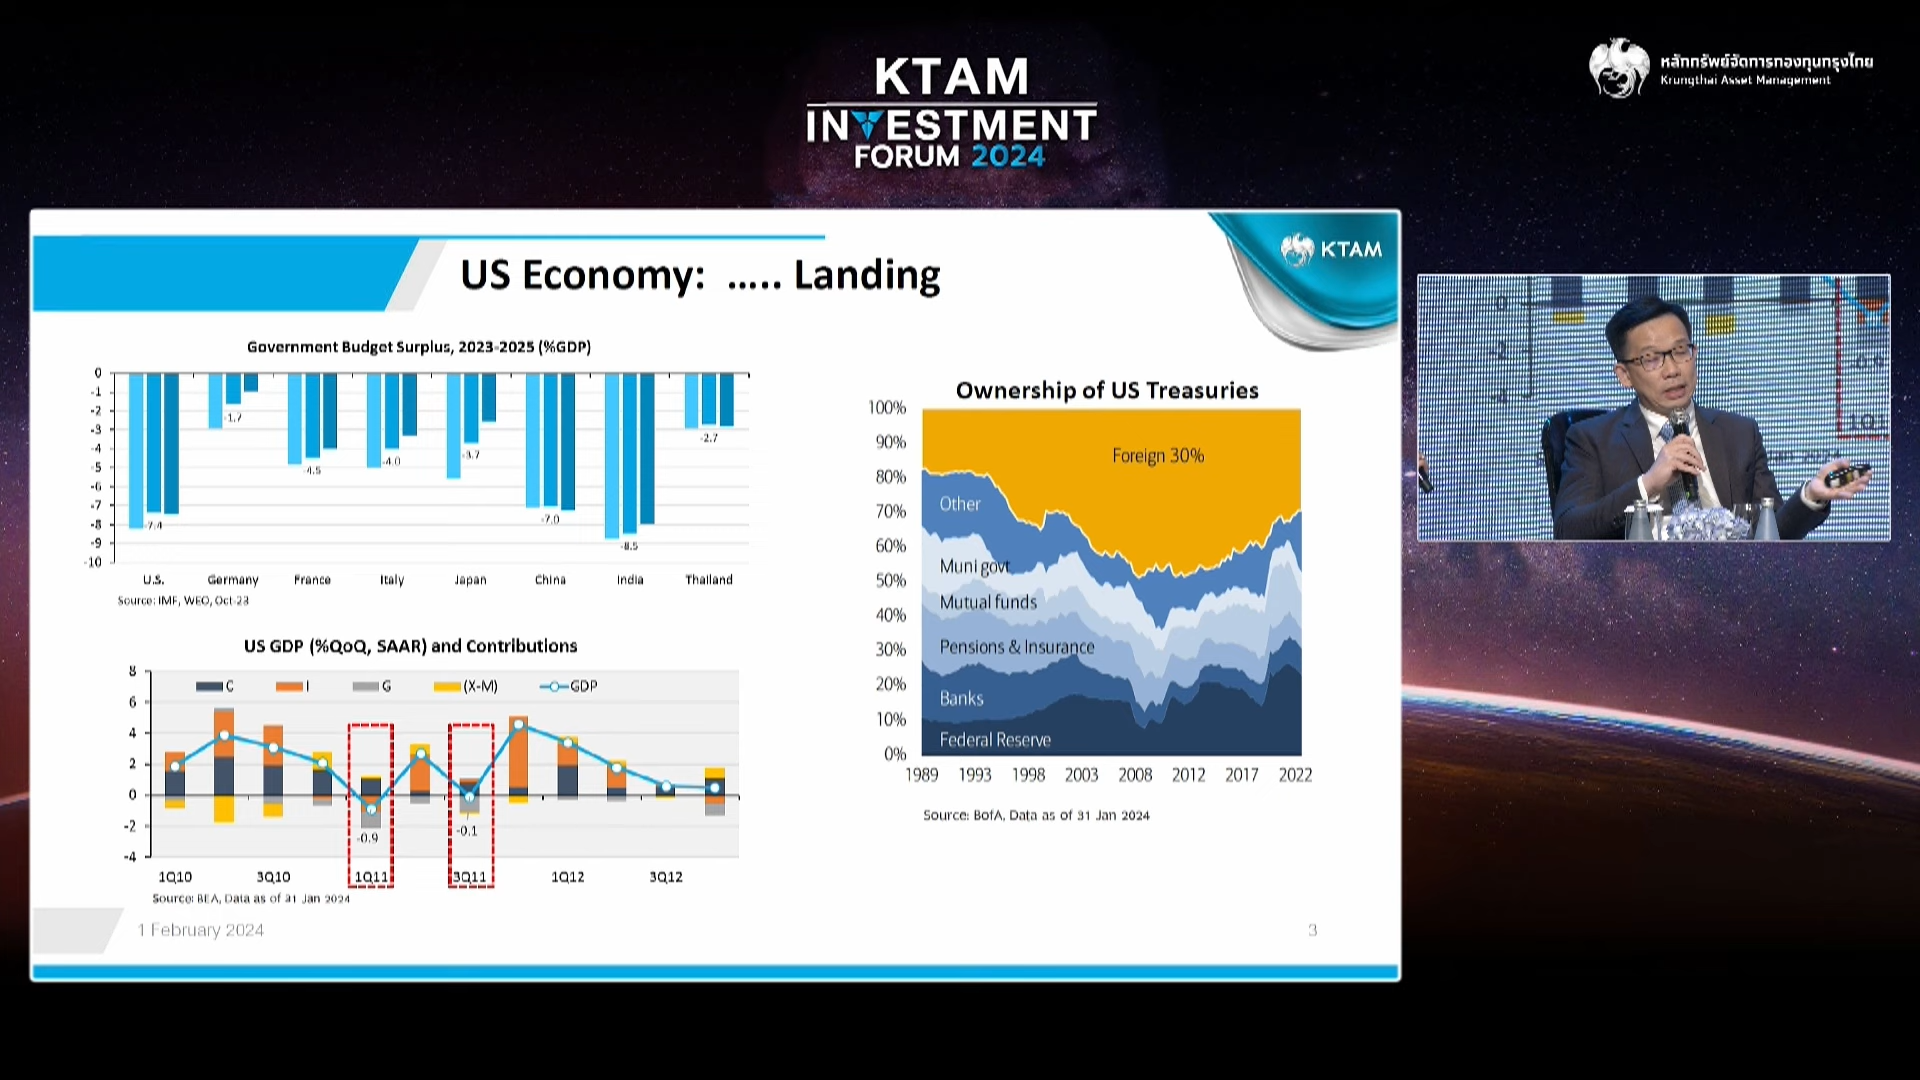 KTAM
INVESTMENT
FORUM 2024
หลักทรัพย์จัดการกองทุนกรุงไทย
Krungthai Asset Management
US Economy: ..... Landing
KTAM
Government Budget Surplus, 2023-2025 (%GDP)
0
-1
-2
-3
-4
-5
-6
-7
-8
-9
-10
-7.4
-1.7
-4.5
-4.0
-3.7
-7.0
-8.5
-2.7
U.S. Germany France Italy Japan China India Thailand
Source: IMF, WEO, Oct-23
US GDP (%QoQ, SAAR) and Contributions
8
6
4
2
0
-2
-4
C I G (X-M) GDP
-0.9
-0.1
1Q10 3Q10 1Q11 3Q11 1Q12 3Q12
Source: BEA, Data as of 31 Jan 2024
Ownership of US Treasuries
100%
90%
80%
70%
60%
50%
40%
30%
20%
10%
0%
Foreign 30%
Other
Muni govt
Mutual funds
Pensions & Insurance
Banks
Federal Reserve
1989 1993 1998 2003 2008 2012 2017 2022
Source: BofA, Data as of 31 Jan 2024
1 February 2024
3
0
-2
-4
-0.9